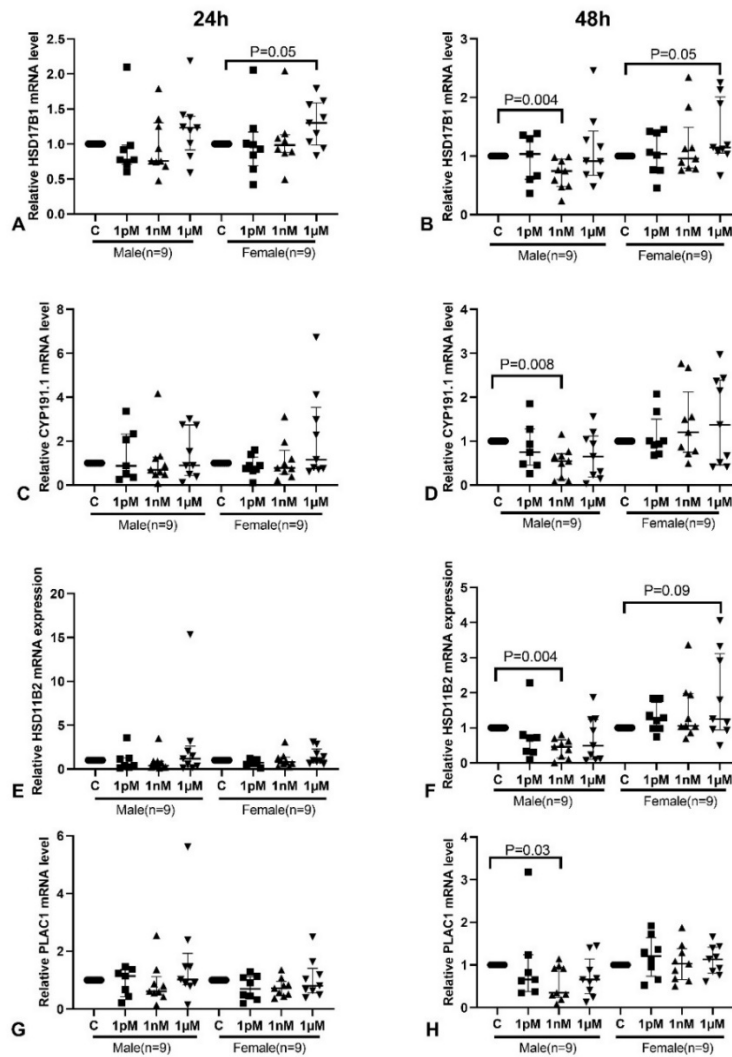 24h
48h
Relative HSD17B1 mRNA level
2.5
2.0
1.5
1.0
0.5
0.0
P=0.05
C 1pM 1nM 1μM C 1pM 1nM 1μM
Male(n=9) Female(n=9)
A
Relative HSD17B1 mRNA level
3
2
1
0
P=0.004
P=0.05
C 1pM 1nM 1μM C 1pM 1nM 1μM
Male(n=9) Female(n=9)
B
Relative CYP191.1 mRNA level
8
6
4
2
0
C 1pM 1nM 1μM C 1pM 1nM 1μM
Male(n=9) Female(n=9)
C
Relative CYP191.1 mRNA level
4
3
2
1
0
P=0.008
C 1pM 1nM 1μM C 1pM 1nM 1μM
Male(n=9) Female(n=9)
D
Relative HSD11B2 mRNA expression
20
15
10
5
0
C 1pM 1nM 1μM C 1pM 1nM 1μM
Male(n=9) Female(n=9)
E
Relative HSD11B2 mRNA expression
5
4
3
2
1
0
P=0.004
P=0.09
C 1pM 1nM 1μM C 1pM 1nM 1μM
Male(n=9) Female(n=9)
F
Relative PLAC1 mRNA level
6
4
2
0
C 1pM 1nM 1μM C 1pM 1nM 1μM
Male(n=9) Female(n=9)
G
Relative PLAC1 mRNA level
4
3
2
1
0
P=0.03
C 1pM 1nM 1μM C 1pM 1nM 1μM
Male(n=9) Female(n=9)
H